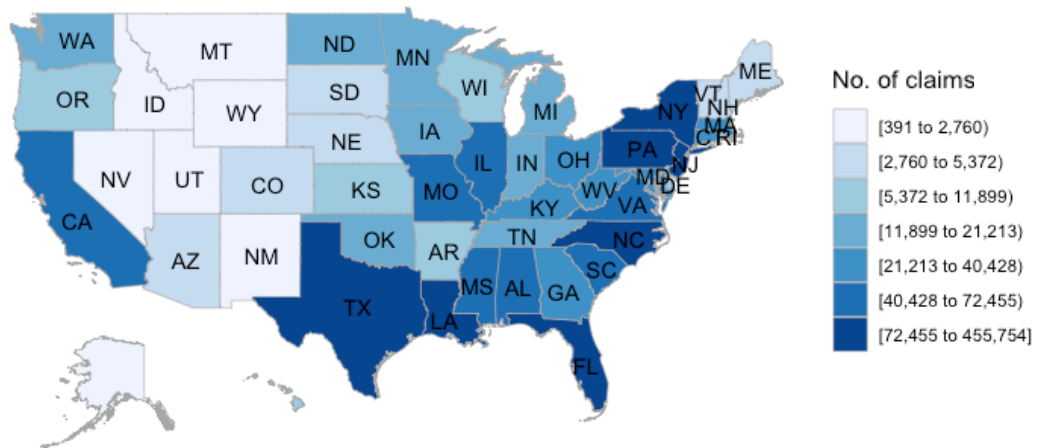 WA
MT
ND
MN
ME
OR
ID
WY
SD
WI
MI
VT
NH
NY
MA
C
RI
NV
UT
CO
NE
IA
IL
IN
OH
PA
NJ
MD
DE
CA
KS
MO
KY
WV
VA
AZ
NM
OK
AR
TN
NC
SC
TX
LA
MS
AL
GA
FL
No. of claims
[391 to 2,760)
[2,760 to 5,372)
[5,372 to 11,899)
[11,899 to 21,213)
[21,213 to 40,428)
[40,428 to 72,455)
[72,455 to 455,754]